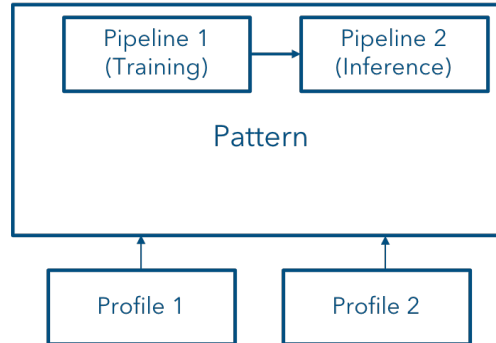 Pipeline 1
(Training)
Pipeline 2
(Inference)
Pattern
Profile 1
Profile 2